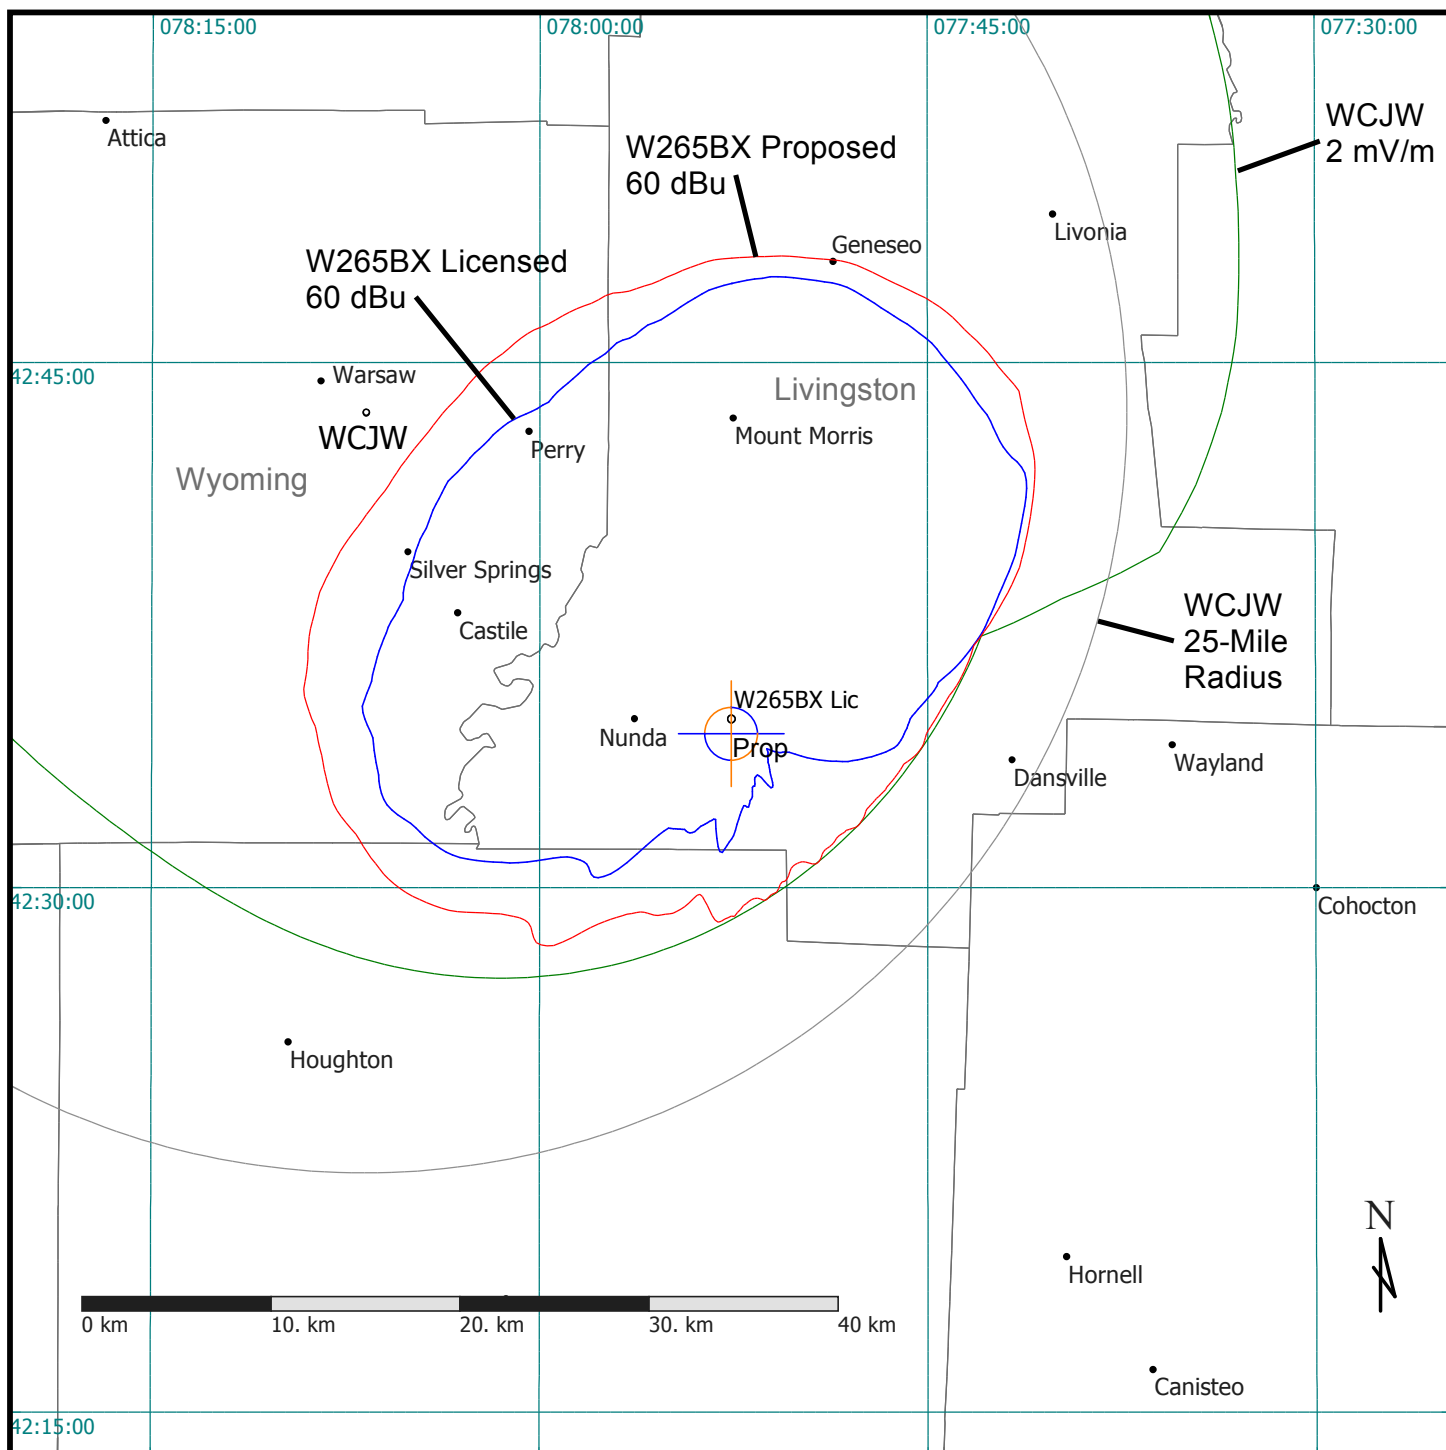 078:15:00
078:00:00
077:45:00
077:30:00
Attica
WCJW
2 mV/m
W265BX Proposed
60 dBu
Livonia
Geneseo
W265BX Licensed
60 dBu
42:45:00
Warsaw
Livingston
WCJW
Mount Morris
Perry
Wyoming
Silver Springs
Castile
WCJW
25-Mile
Radius
W265BX Lic
Nunda
Prop
Dansville
Wayland
42:30:00
Cohocton
Houghton
N
Hornell
0 km
10. km
20. km
30. km
40 km
Canisteo
42:15:00